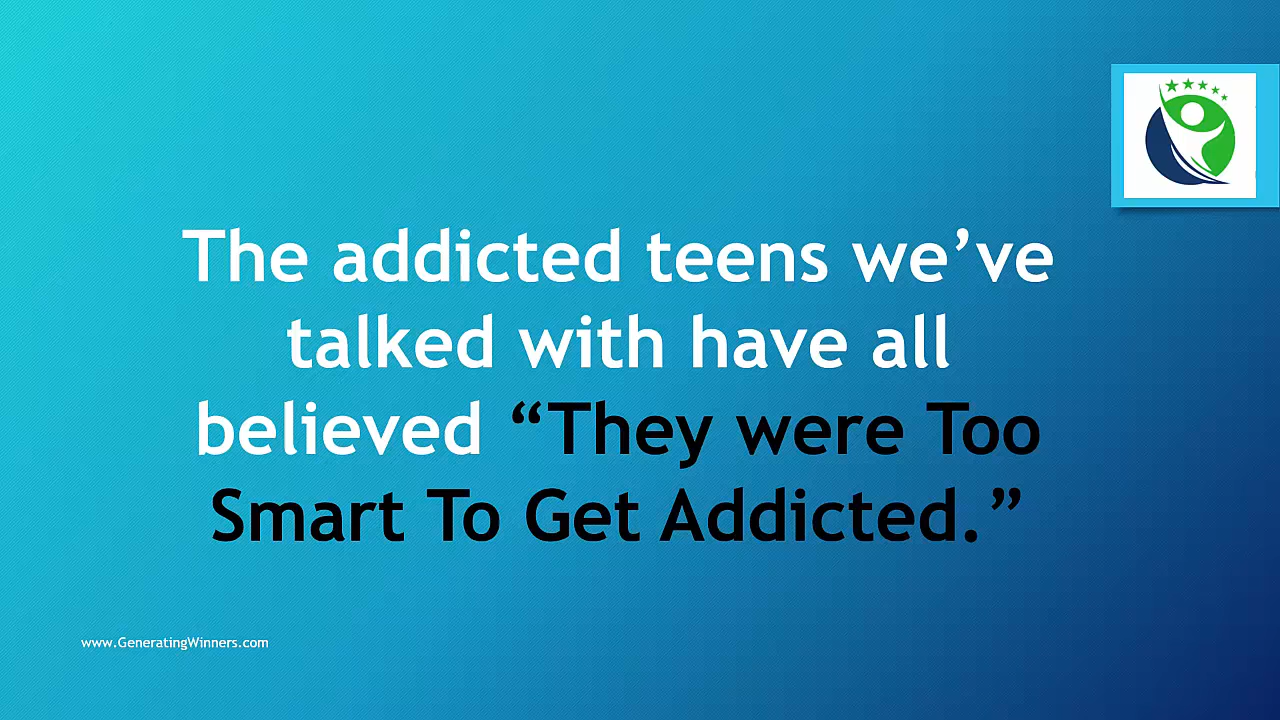 The addicted teens we’ve
talked with have all
believed “They were Too
Smart To Get Addicted.”
www.GeneratingWinners.com